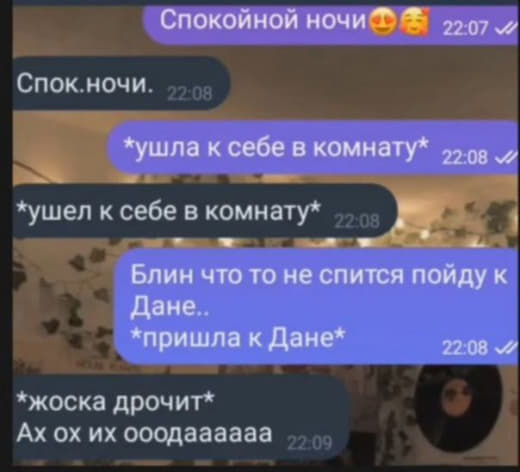 Спокойной ночи😍🥰 22:07
Спок.ночи. 22:08
*ушла к себе в комнату* 22:08
*ушел к себе в комнату* 22:08
Блин что то не спится пойду к
Дане..
*пришла к Дане* 22:08
*жоска дрочит*
Ах ох их ооодаааааа 22:09